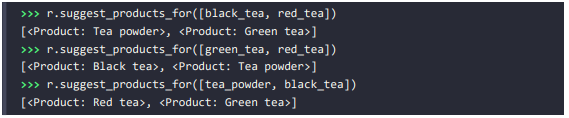 >>> r.suggest_products_for([black_tea, red_tea])
[<Product: Tea powder>, <Product: Green tea>]
>>> r.suggest_products_for([green_tea, red_tea])
[<Product: Black tea>, <Product: Tea powder>]
>>> r.suggest_products_for([tea_powder, black_tea])
[<Product: Red tea>, <Product: Green tea>]